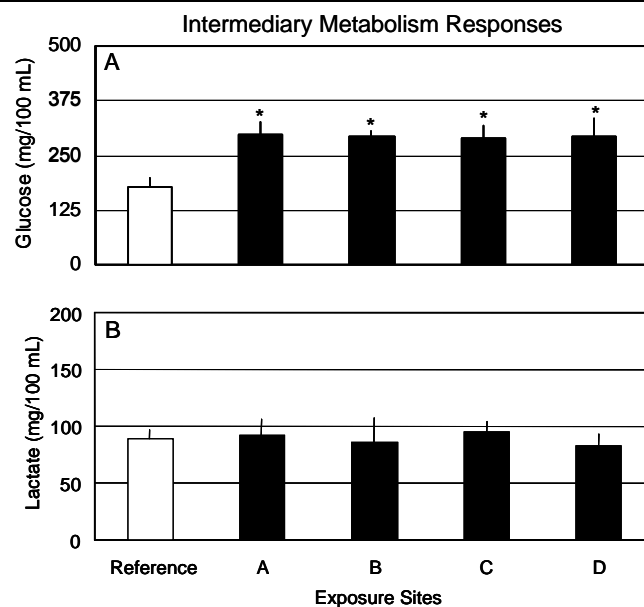 Intermediary Metabolism Responses
A
Glucose (mg/100 mL)
500
375
250
125
0
* * * *
B
Lactate (mg/100 mL)
200
150
100
50
0
Reference A B C D
Exposure Sites